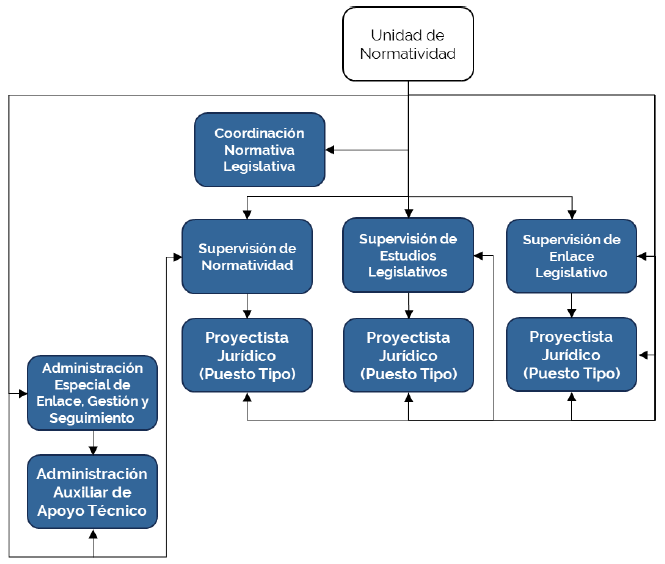 Unidad de
Normatividad
Coordinación
Normativa
Legislativa
Supervisión de
Normatividad
Supervisión de
Estudios
Legislativos
Supervisión de
Enlace
Legislativo
Proyectista
Jurídico
(Puesto Tipo)
Proyectista
Jurídico
(Puesto Tipo)
Proyectista
Jurídico
(Puesto Tipo)
Administración
Especial de
Enlace, Gestión y
Seguimiento
Administración
Auxiliar de
Apoyo Técnico